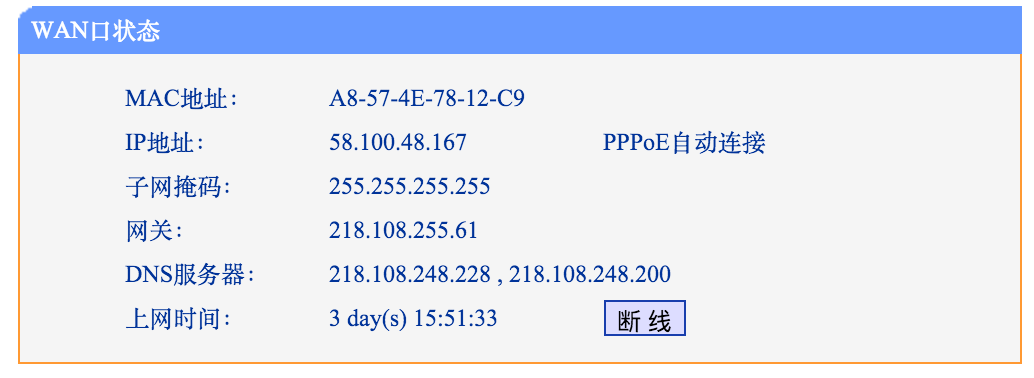 WAN口状态
MAC地址： A8-57-4E-78-12-C9
IP地址： 58.100.48.167 PPPoE自动连接
子网掩码： 255.255.255.255
网关： 218.108.255.61
DNS服务器： 218.108.248.228 , 218.108.248.200
上网时间： 3 day(s) 15:51:33 断 线